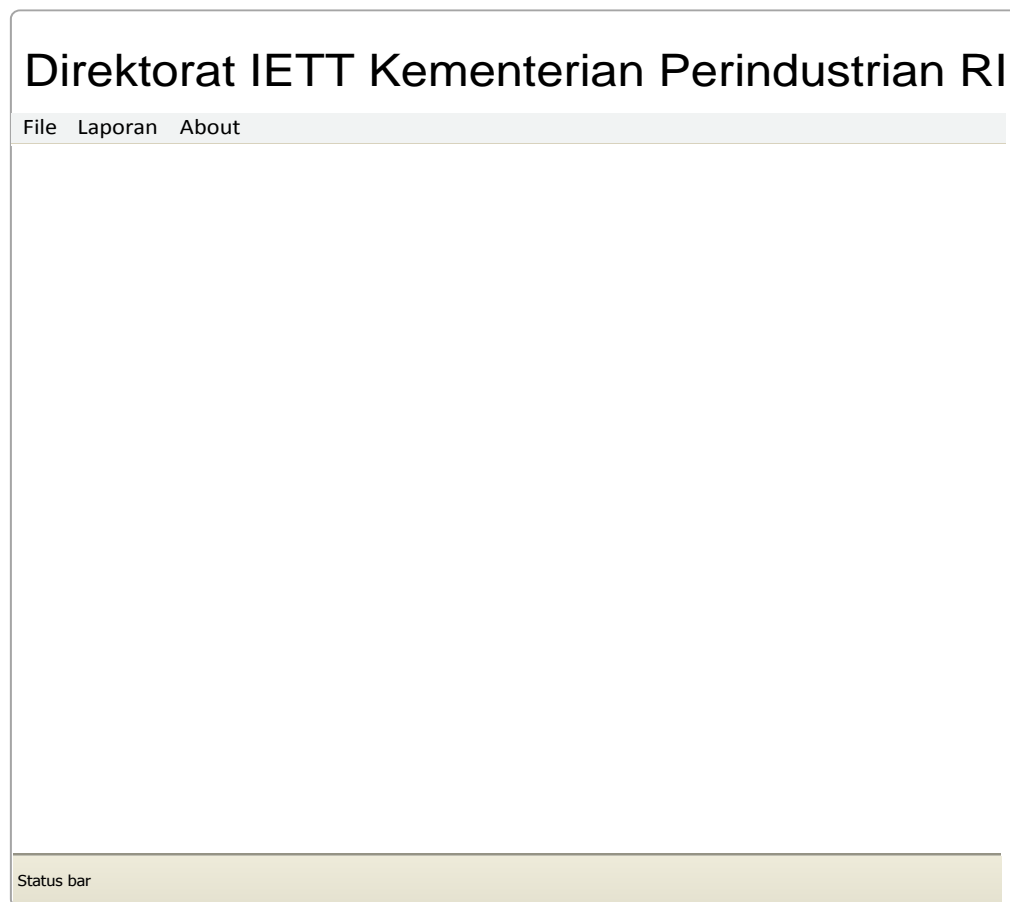 Direktorat IETT Kementerian Perindustrian RI
File Laporan About
Status bar